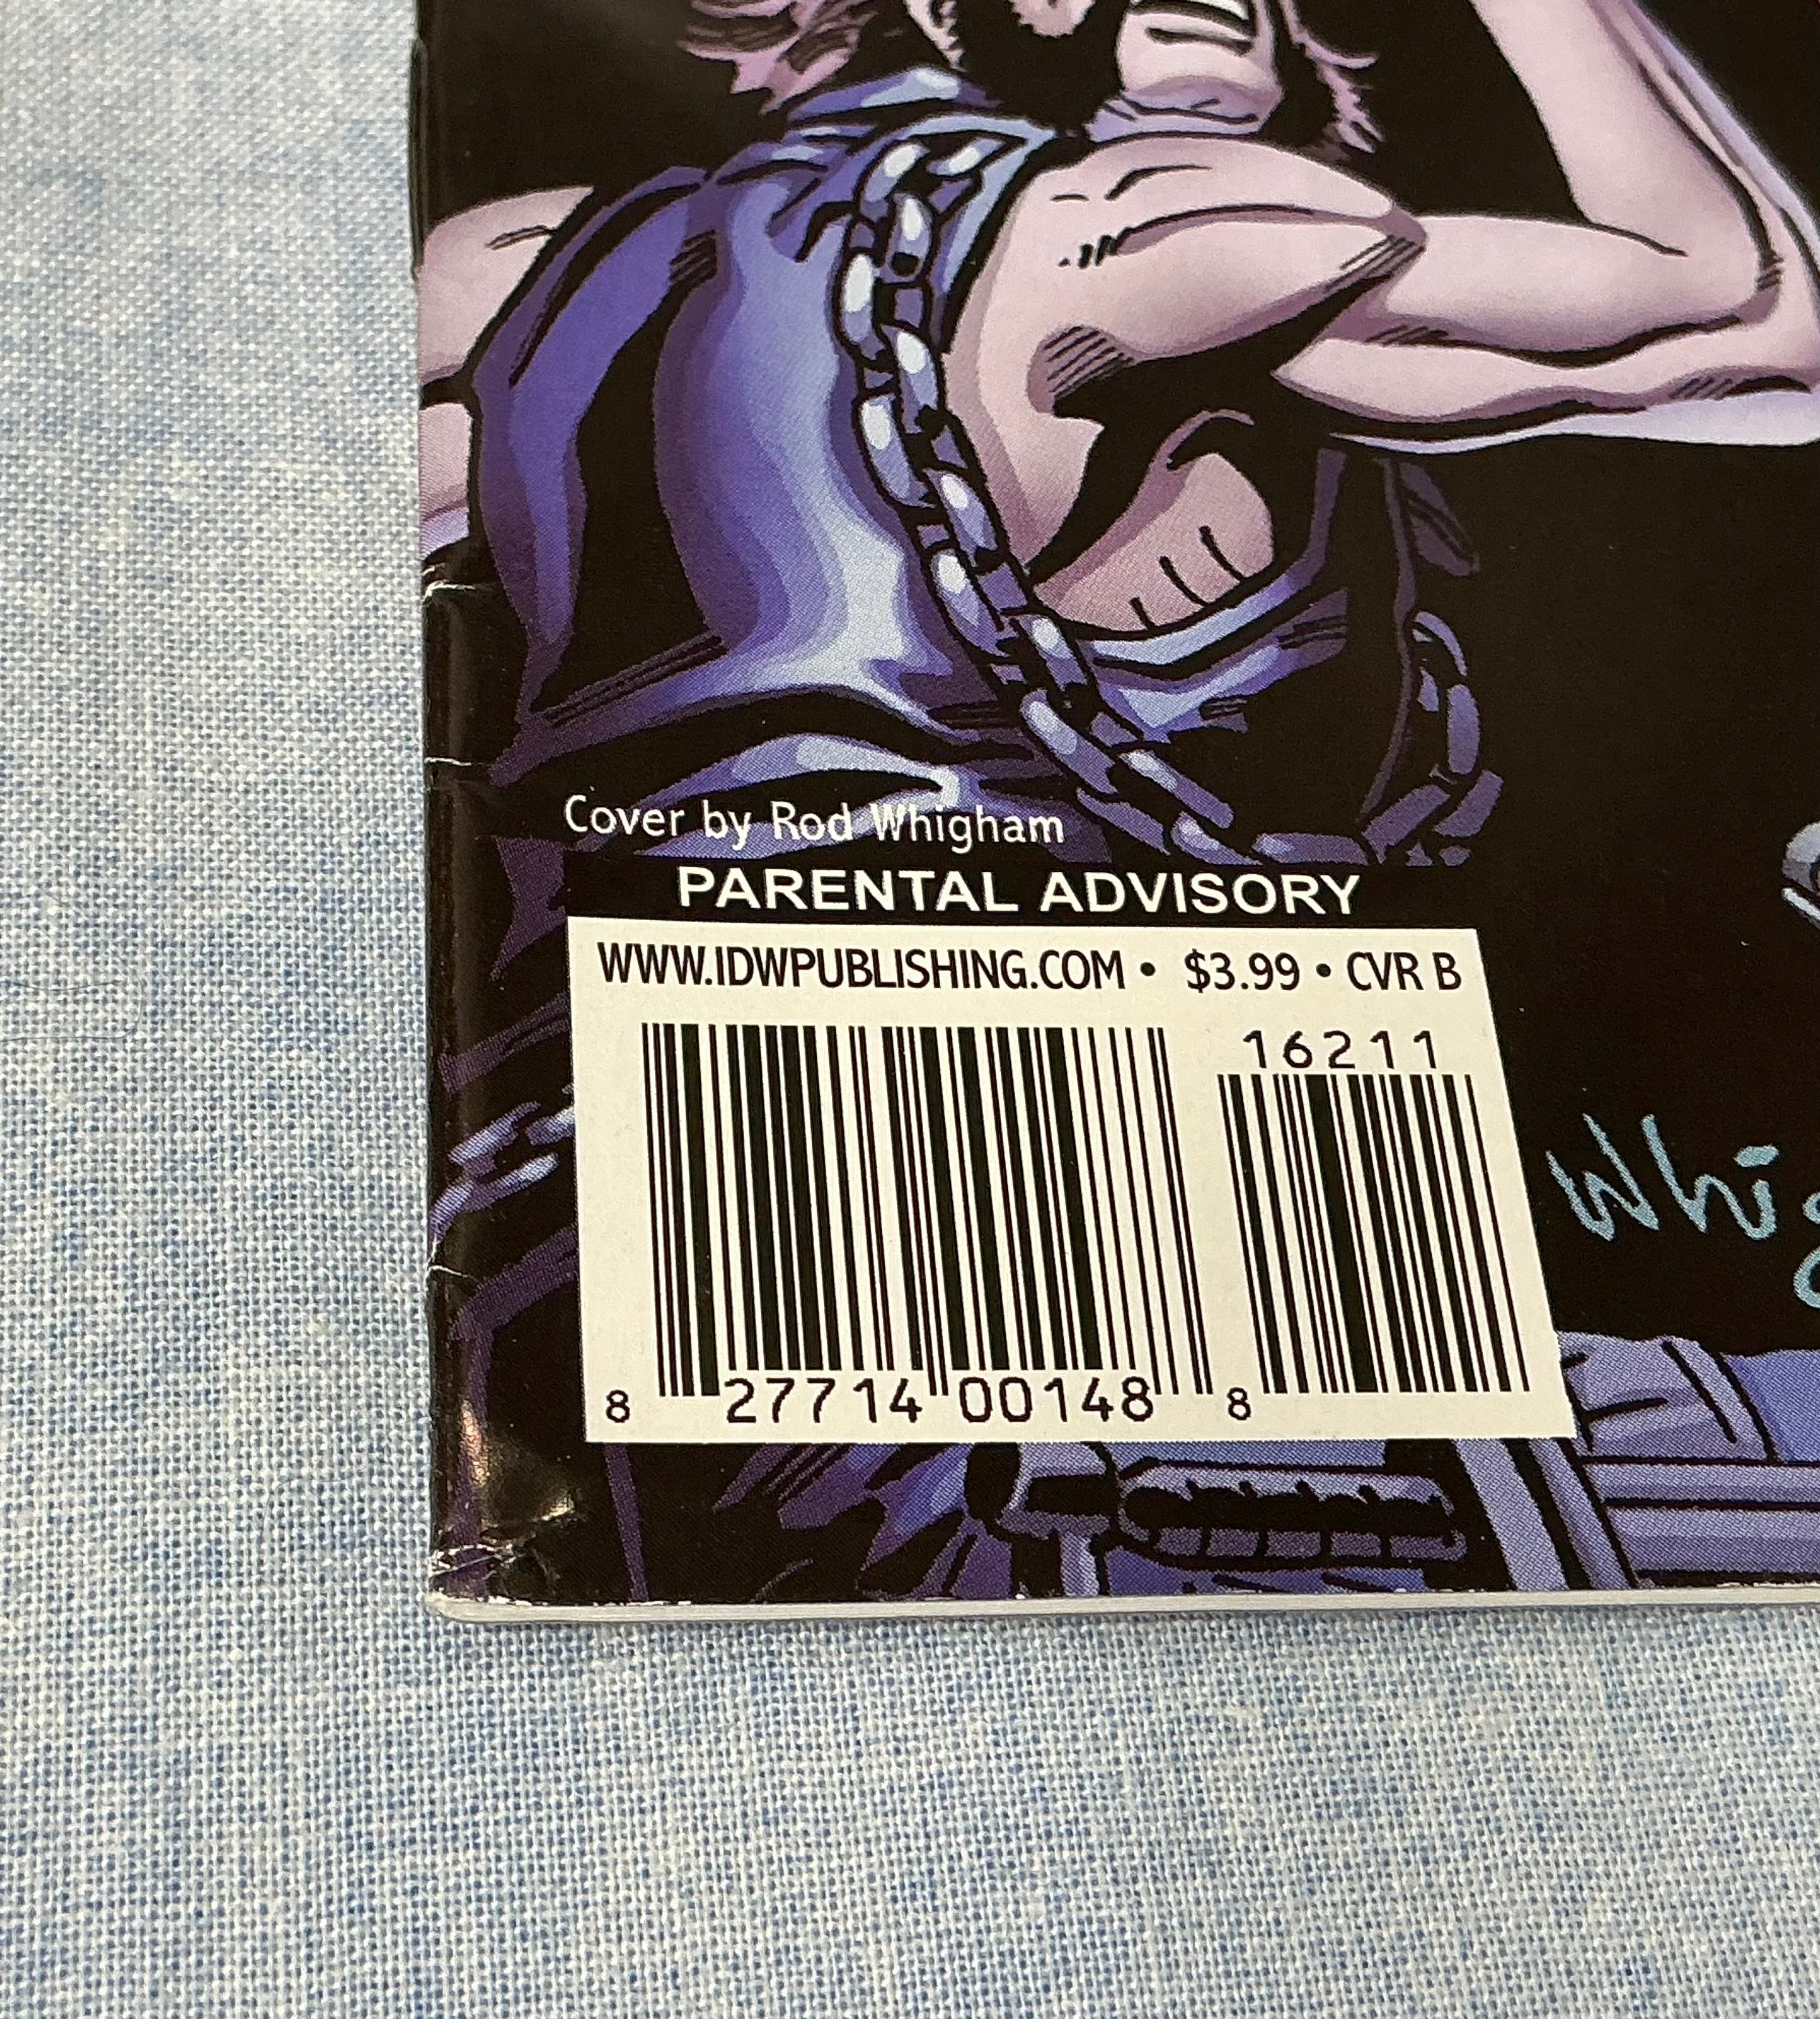 Cover by Rod Whigham
PARENTAL ADVISORY
WWW.IDWPUBLISHING.COM • $3.99 • CVR B
16211
8 27714 00148 8